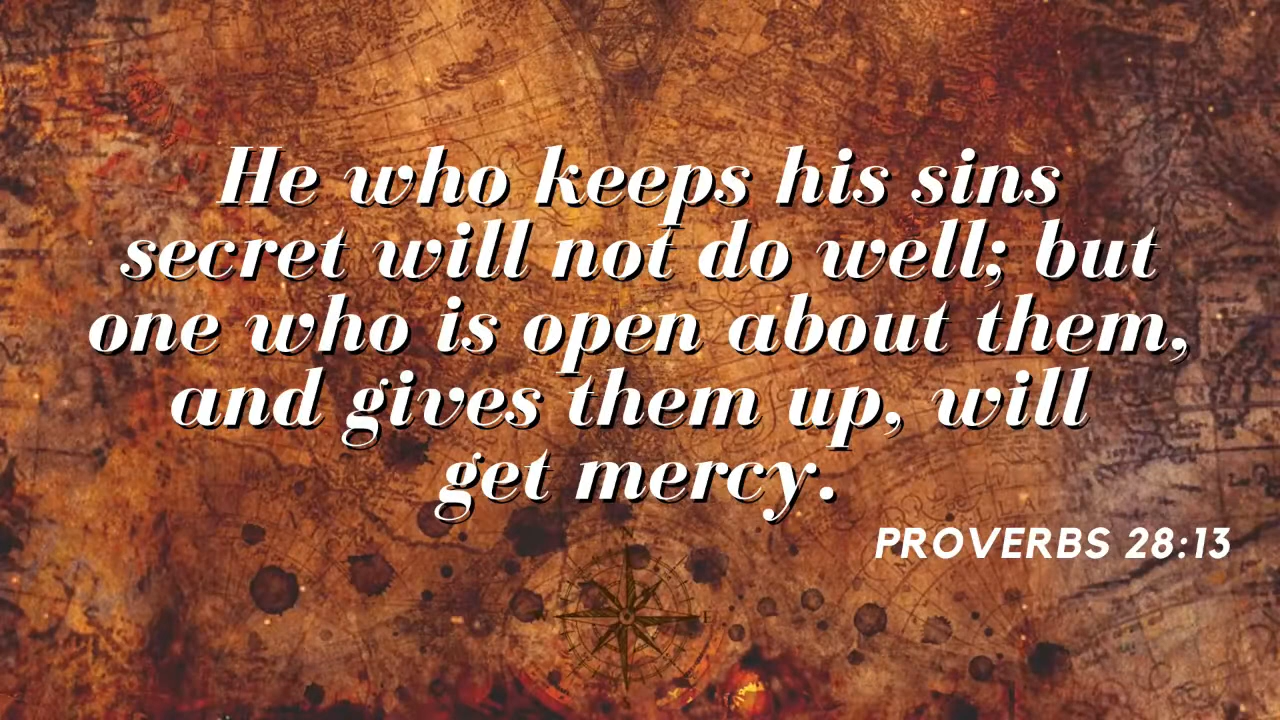 He who keeps his sins
secret will not do well; but
one who is open about them,
and gives them up, will
get mercy.
PROVERBS 28:13